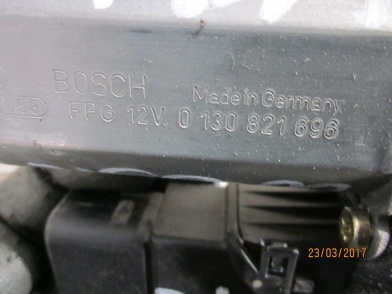 BOSCH Made in Germany
FPG 12V. 0 130 821 696
23/03/2017